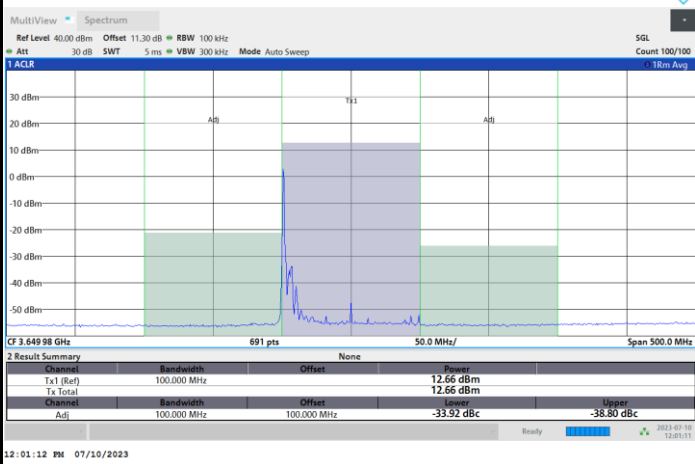 MultiView Spectrum
Ref Level 40.00 dBm Offset 11.30 dB RBW 100 kHz SGL
Att 30 dB SWT 5 ms VBW 300 kHz Mode Auto Sweep Count 100/100
1 ACLR 1Rm Avg
30 dBm
Tx1
20 dBm Adj Adj
10 dBm
0 dBm
-10 dBm
-20 dBm
-30 dBm
-40 dBm
-50 dBm
CF 3.649 98 GHz 691 pts 50.0 MHz/ Span 500.0 MHz
2 Result Summary None
Channel Bandwidth Offset Power
Tx1 (Ref) 100.000 MHz 12.66 dBm
Tx Total 12.66 dBm
Channel Bandwidth Offset Lower Upper
Adj 100.000 MHz 100.000 MHz -33.92 dBc -38.80 dBc
Ready 2023-07-10
12:01:11
12:01:12 PM 07/10/2023